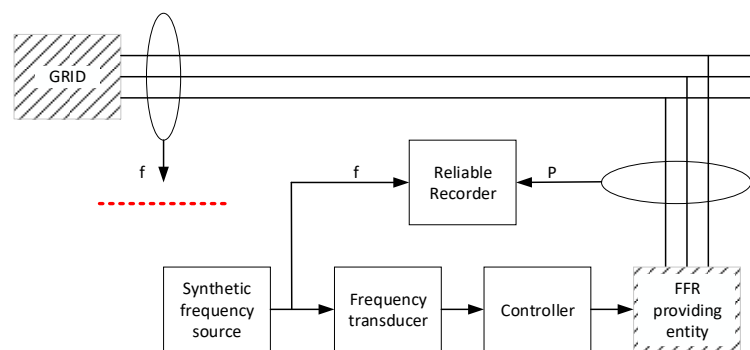 GRID
f
f
Reliable
Recorder
P
Synthetic
frequency
source
Frequency
transducer
Controller
FFR
providing
entity